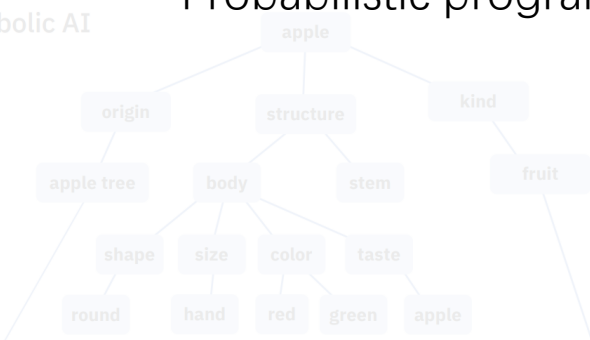 Probabilistic progra
bolic AI
apple
origin
structure
kind
apple tree
body
stem
fruit
shape
size
color
taste
round
hand
red
green
apple